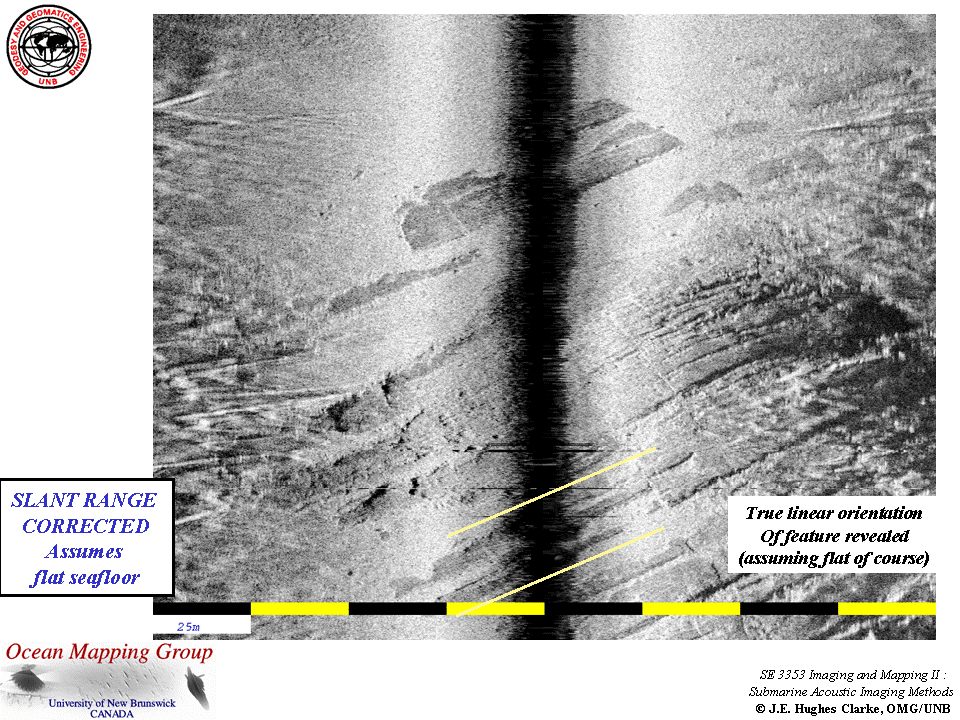 GEODESY AND GEOMATICS ENGINEERING
UNB
SLANT RANGE
CORRECTED
Assumes
flat seafloor
True linear orientation
Of feature revealed
(assuming flat of course)
25m
Ocean Mapping Group
University of New Brunswick
CANADA
SE 3353 Imaging and Mapping II :
Submarine Acoustic Imaging Methods
© J.E. Hughes Clarke, OMG/UNB